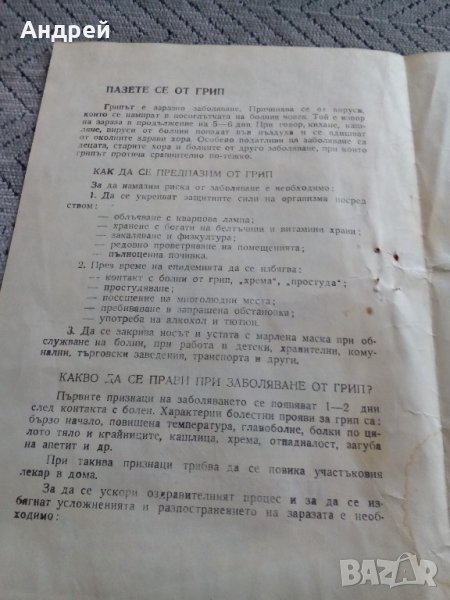 Андрей
ПАЗЕТЕ СЕ ОТ ГРИП
Грипът е заразно заболяване. Причинява се от вируси,
които се намират в носоглътката на болния човек. Той е извор
на зараза в продължение на 5—6 дни При говор, кихане, каш-
ляне, вируси от болния попадат във въздуха и се вдишват
от околните здрави хора Особено податливи на заболяване са
децата, старите хора и болните от друго заболяване, при които
грипът протича сравнително по-тежко.
КАК ДА СЕ ПРЕДПАЗИМ ОТ ГРИП
За да намалим риска от заболяване е необходимо:
1. Да се укрепват защитните сили на организма посред
ством:
— облъчване с кварцова лампа;
— хранене с богати на белтъчини и витамини храни;
— закаляване и физкултура;
— редовно проветряване на помещенията;
— пълноценна почивка.
2. През време на епидемията да се избягва:
— контакт с болни от грип, „хрема", „простуда";
— простудяване;
— посещение на многолюдни места;
— пребиваване в запрашена обстановка;
— употреба на алкохол и тютюн.
3. Да се закрива носът и устата с марлена маска при об-
служване на болни, при работа в детски, хранителни, кому-
нални, търговски заведения, транспорта и други.
КАКВО ДА СЕ ПРАВИ ПРИ ЗАБОЛЯВАНЕ ОТ ГРИП?
Първите признаци на заболяването се появяват 1—2 дни
след контакта с болен. Характерни болестни прояви за грип са:
бързо начало, повишена температура, главоболие, болки по ця-
лото тяло и крайниците, кашлица, хрема, отпадналост, загуба
на апетит и др.
При такива признаци трябва да се повика участъковия
лекар в дома.
За да се ускори оздравителният процес и за да се из-
бягнат усложненията и разпостранението на заразата е необ-
ходимо:
BAZAR